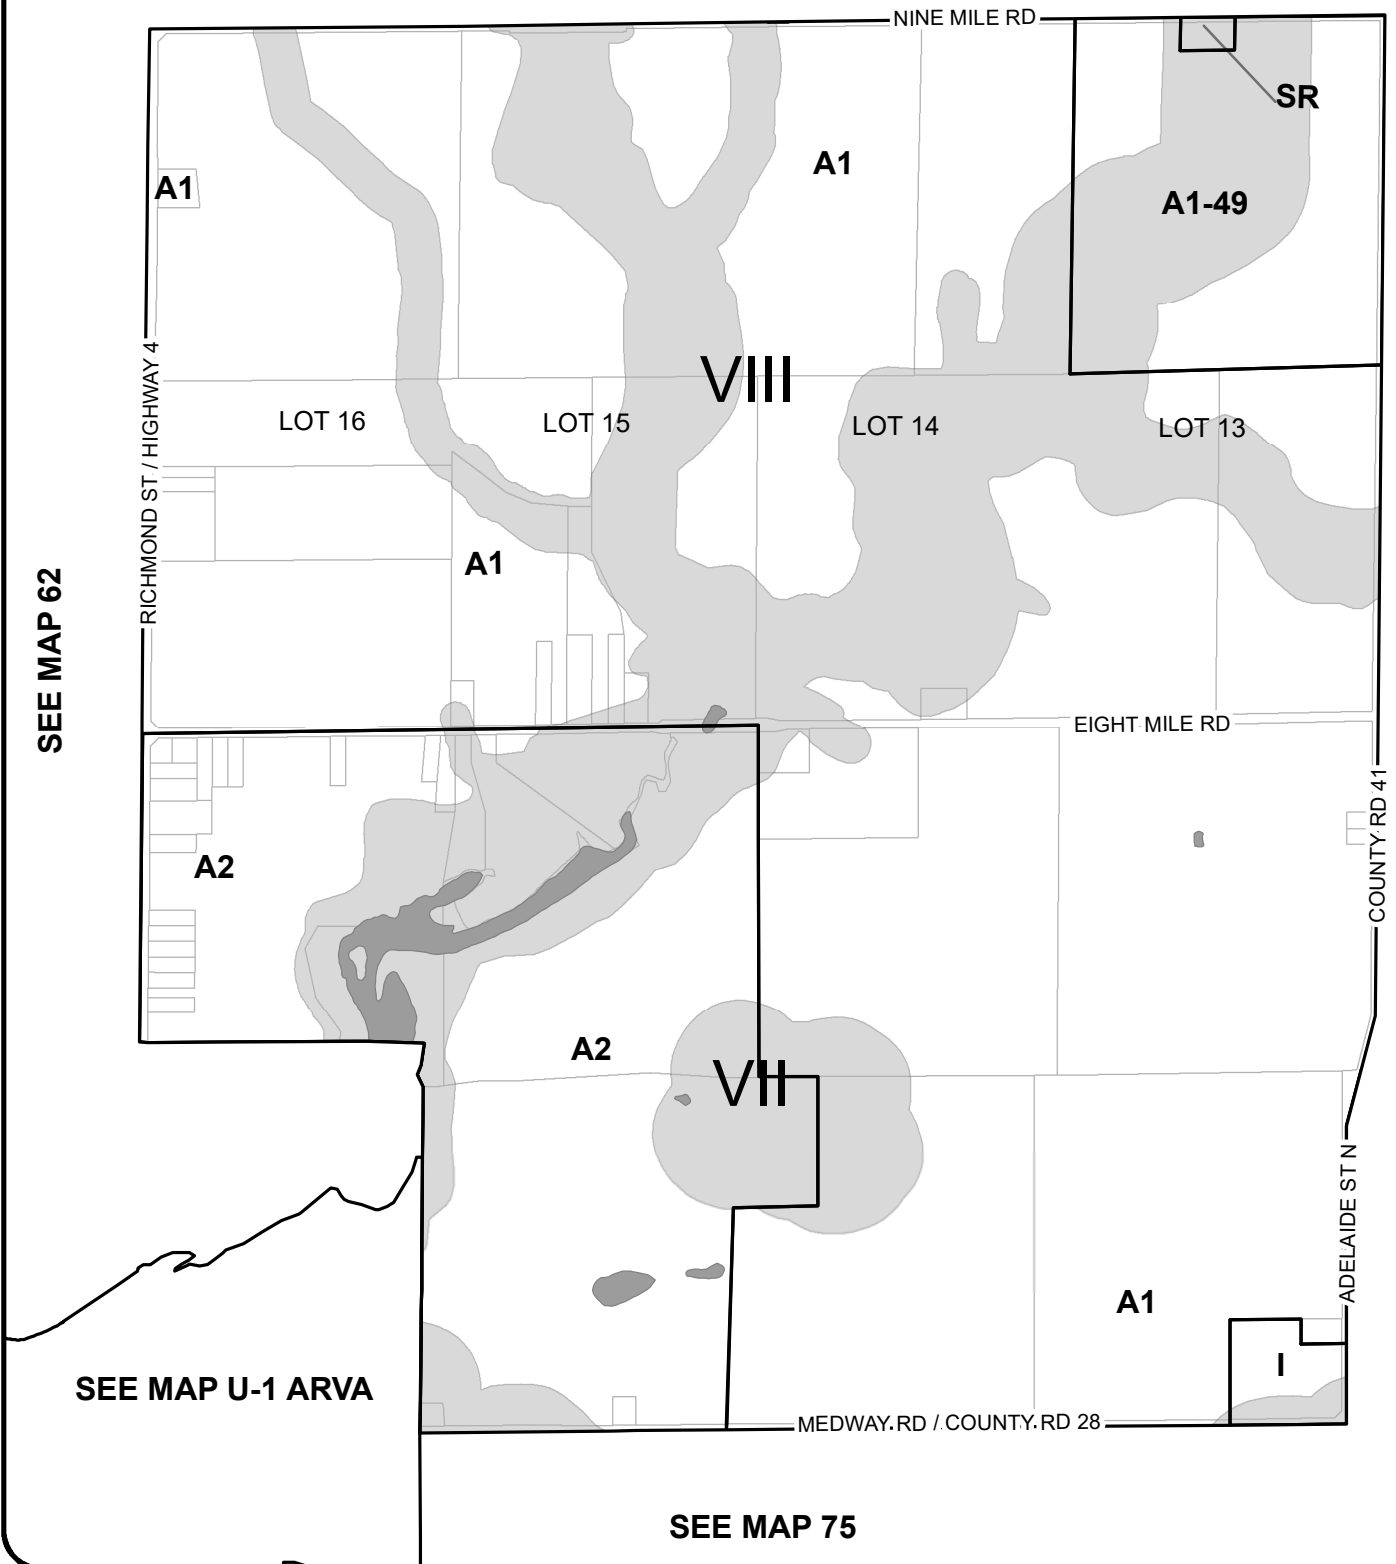 NINE MILE RD
SR
A1
A1
A1-49
VIII
RICHMOND ST / HIGHWAY 4
LOT 16
LOT 15
LOT 14
LOT 13
A1
SEE MAP 62
EIGHT MILE RD
COUNTY RD 41
A2
A2
VII
ADELAIDE ST N
A1
I
SEE MAP U-1 ARVA
MEDWAY RD / COUNTY RD 28
SEE MAP 75